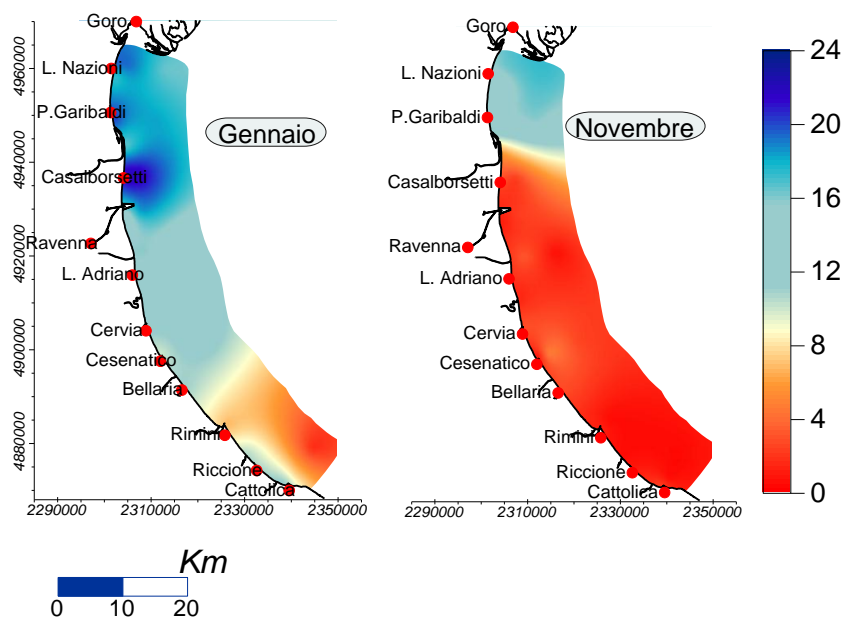 Goro
L. Nazioni
P.Garibaldi
Casalborsetti
Ravenna
L. Adriano
Cervia
Cesenatico
Bellaria
Rimini
Riccione
Cattolica
Gennaio
4960000
4940000
4920000
4900000
4880000
2290000
2310000
2330000
2350000
Goro
L. Nazioni
P.Garibaldi
Casalborsetti
Ravenna
L. Adriano
Cervia
Cesenatico
Bellaria
Rimini
Riccione
Cattolica
Novembre
2290000
2310000
2330000
2350000
24
20
16
12
8
4
0
Km
0 10 20